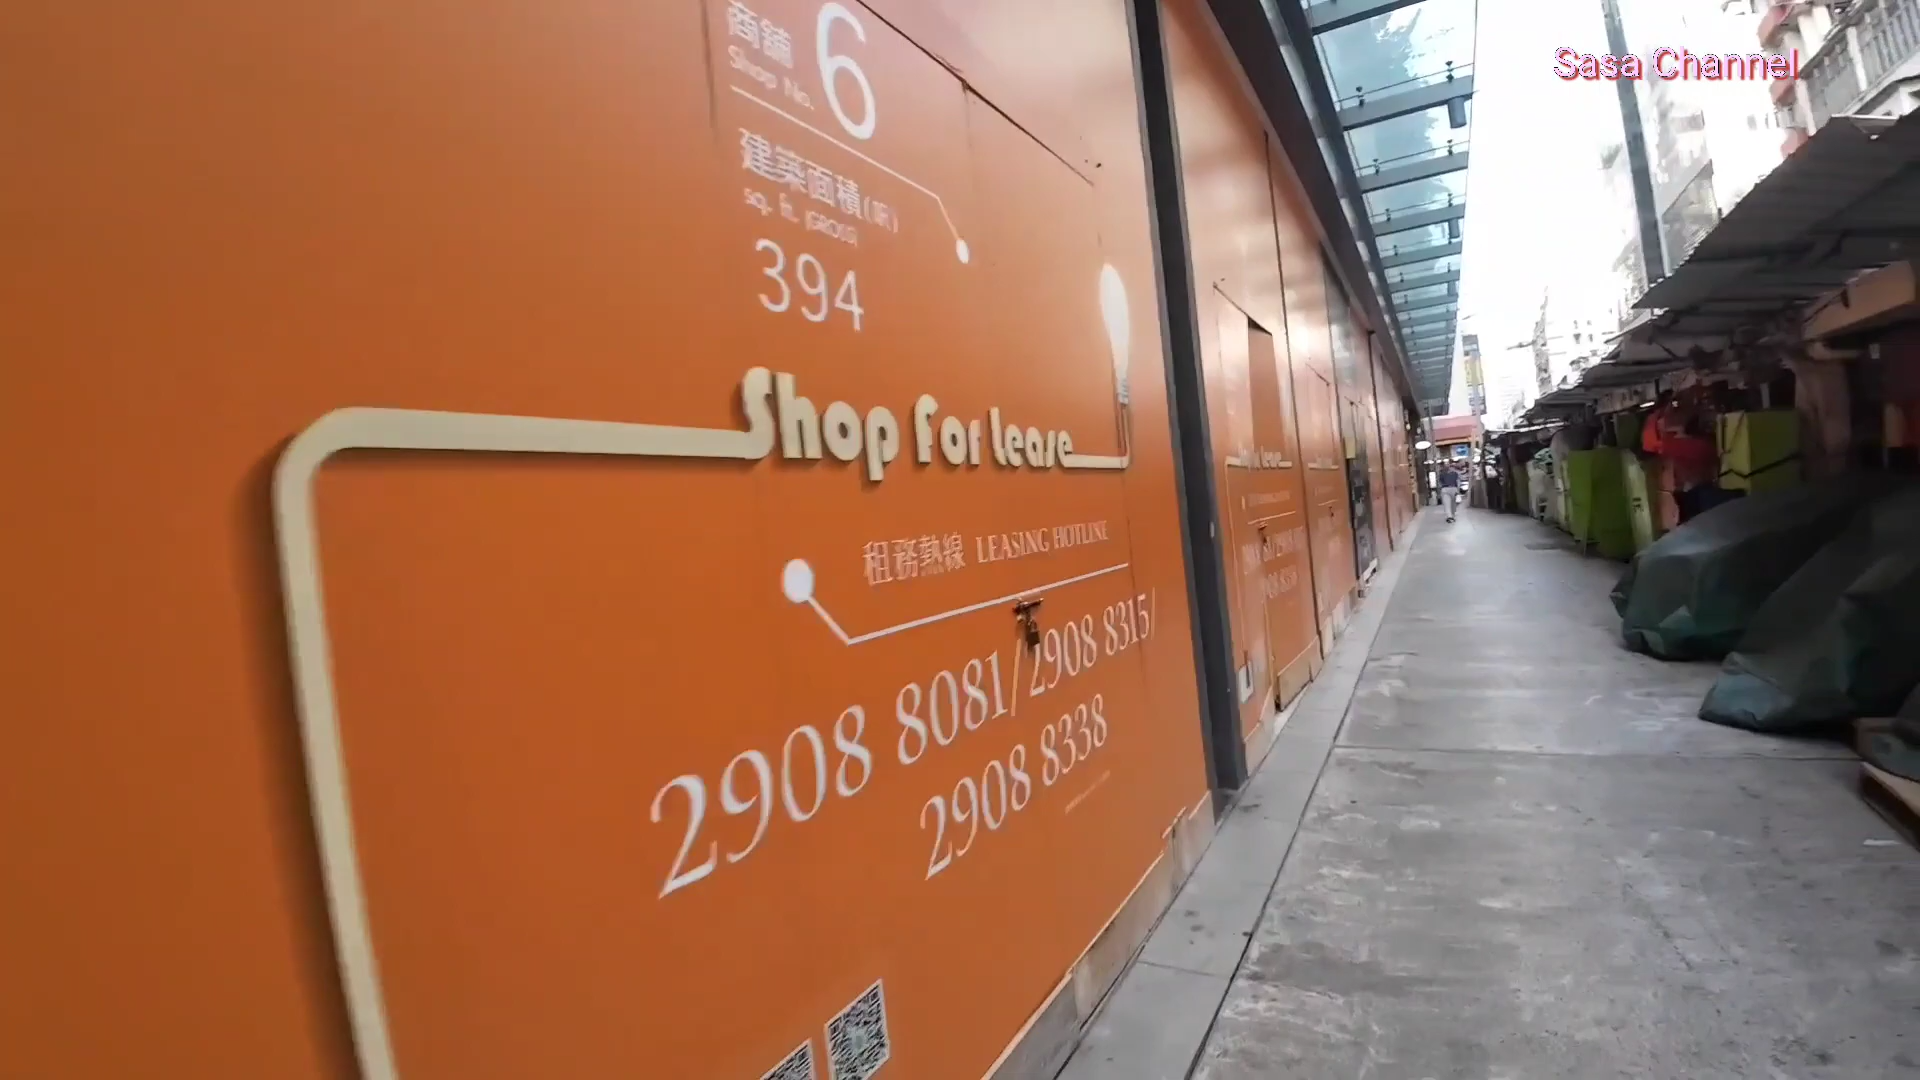 Sasa Channel
商舖
Shop No.
6
建築面積(呎)
sq. ft. (GROSS)
394
Shop For Lease
租務熱線 LEASING HOTLINE
2908 8081/2908 8315/
2908 8338